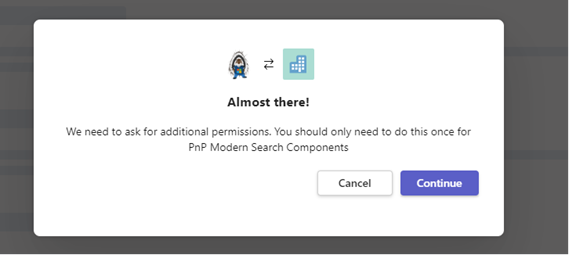 Almost there!
We need to ask for additional permissions. You should only need to do this once for
PnP Modern Search Components
Cancel
Continue